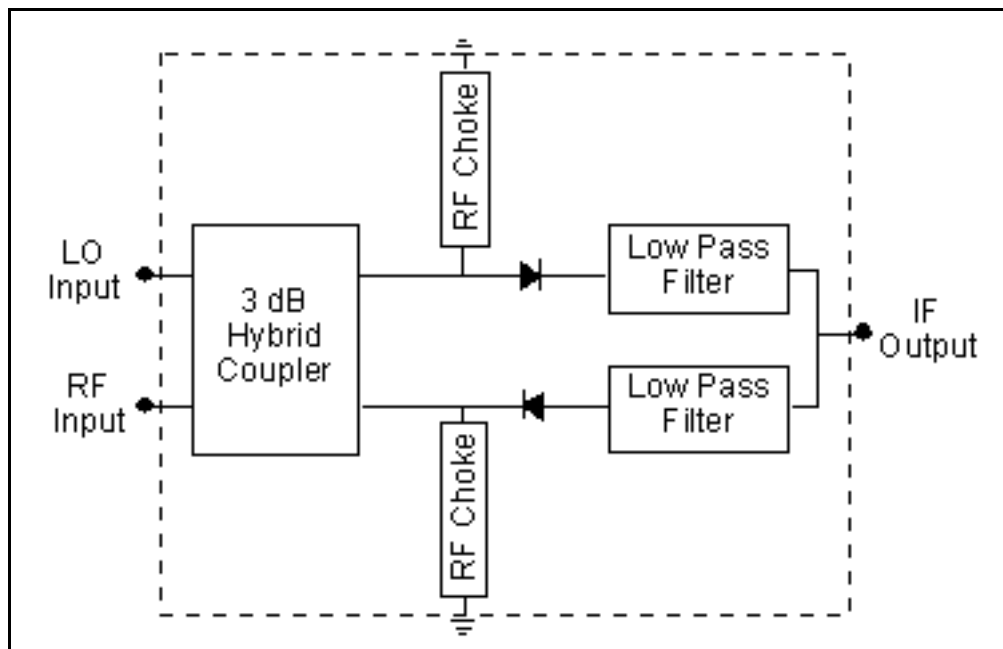 RF Choke
LO
Input
3 dB
Hybrid
Coupler
Low Pass
Filter
IF
Output
RF
Input
Low Pass
Filter
RF Choke